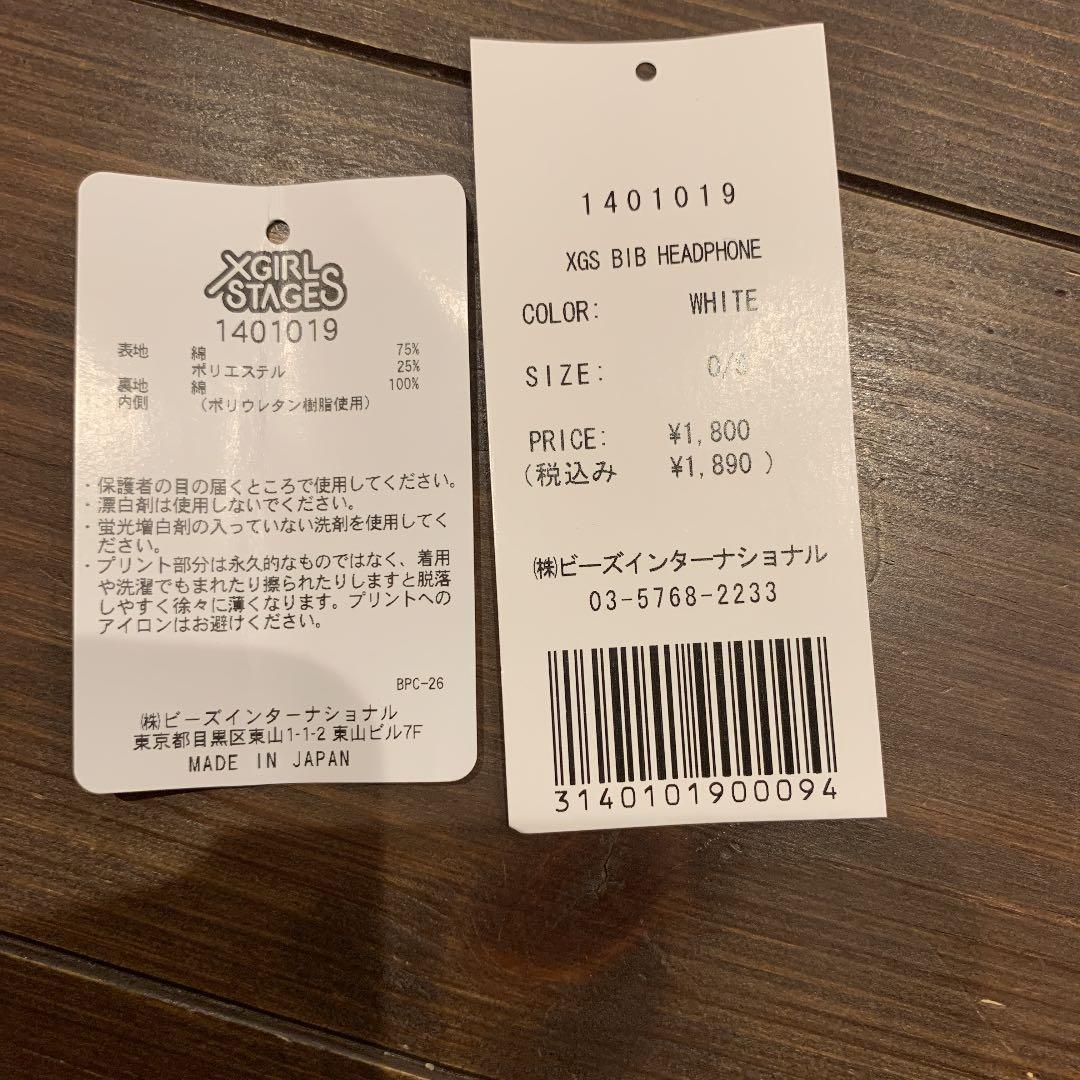 XGIRL
STAGES
1401019
表地 綿 75%
ポリエステル 25%
裏地 綿 100%
内側 (ポリウレタン樹脂使用)
・保護者の目の届くところで使用してください。
・漂白剤は使用しないでください。
・蛍光増白剤の入っていない洗剤を使用してく
ださい。
・プリント部分は永久的なものではなく、着用
や洗濯でもまれたり擦られたりしますと脱落
しやすく徐々に薄くなります。プリントへの
アイロンはお避けください。
BPC-26
㈱ビーズインターナショナル
東京都目黒区東山1-1-2 東山ビル7F
MADE IN JAPAN
1401019
XGS BIB HEADPHONE
COLOR: WHITE
SIZE:
PRICE: ¥1,800
(税込み ¥1,890 )
㈱ビーズインターナショナル
03-5768-2233
3140101900094